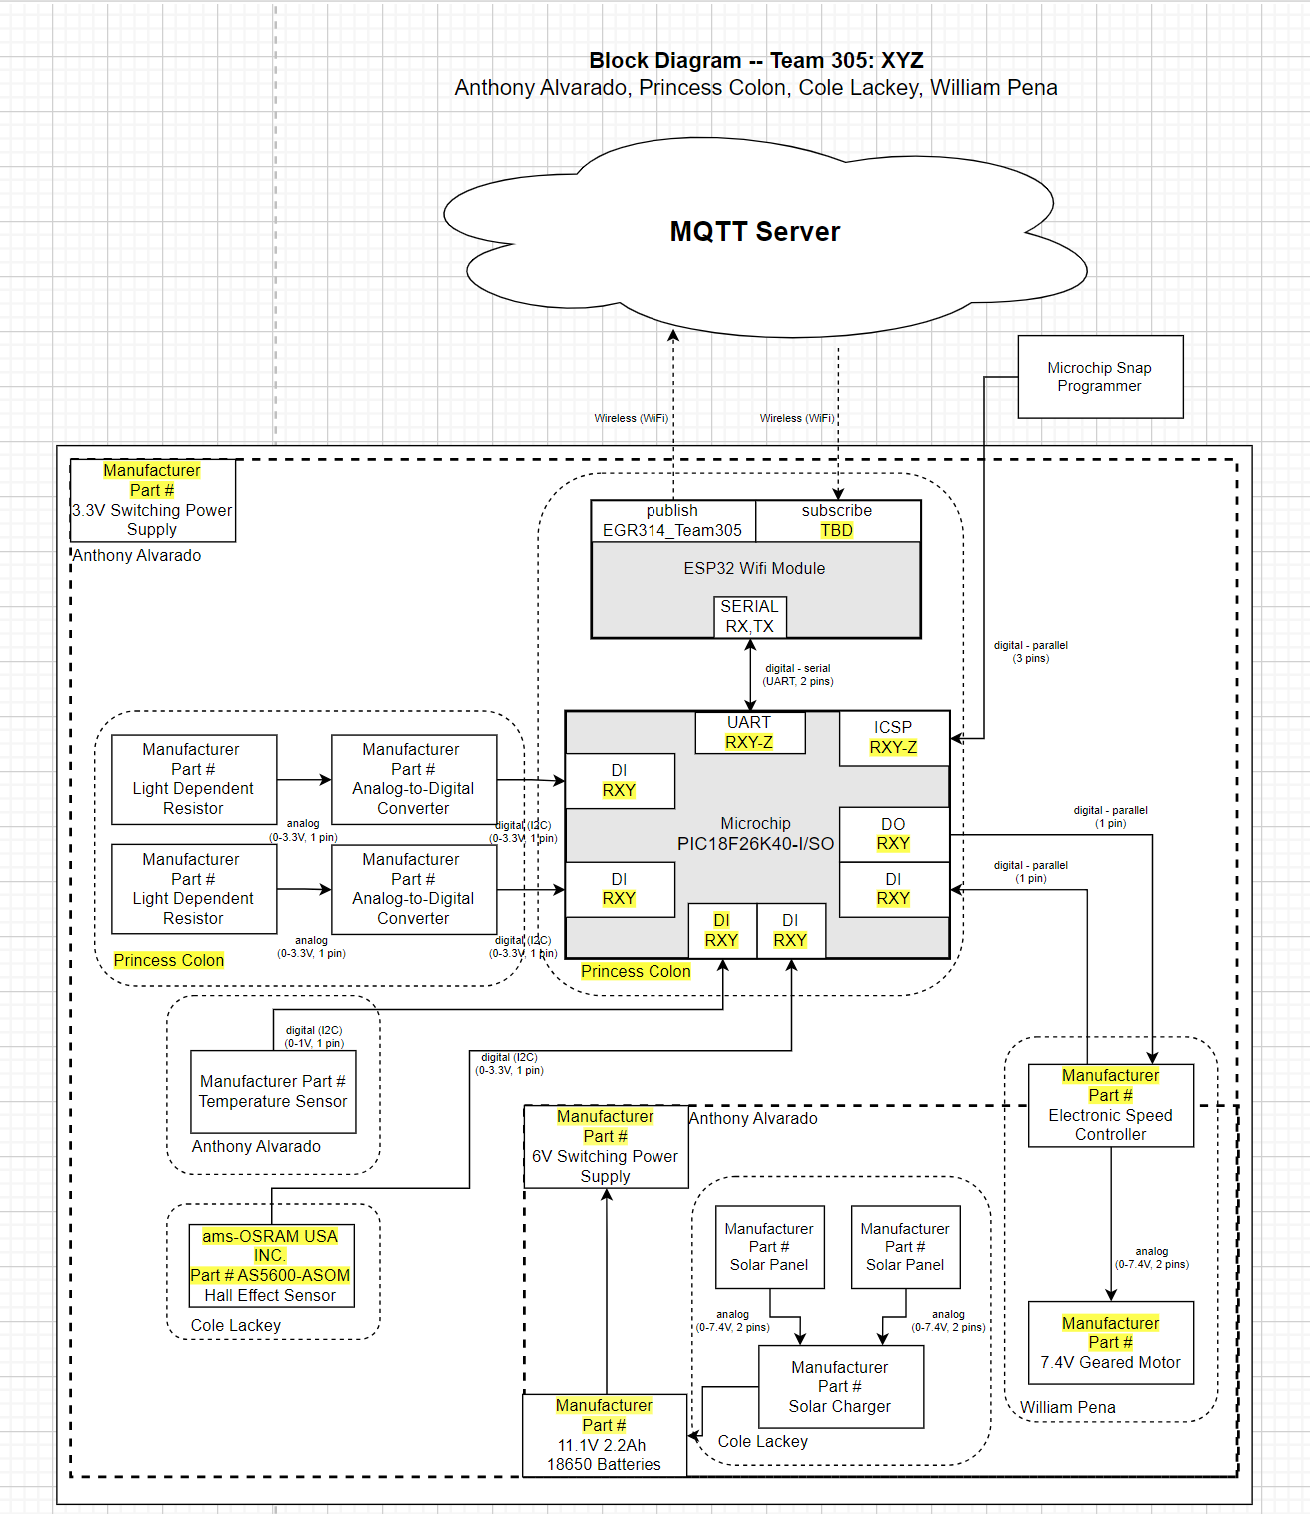 Block Diagram -- Team 305: XYZ
Anthony Alvarado, Princess Colon, Cole Lackey, William Pena
MQTT Server
Microchip Snap
Programmer
Wireless (WiFi)
Wireless (WiFi)
Manufacturer
Part #
3.3V Switching Power
Supply
Anthony Alvarado
publish
EGR314_Team305
subscribe
TBD
ESP32 Wifi Module
SERIAL
RX,TX
digital - serial
(UART, 2 pins)
digital - parallel
(3 pins)
Manufacturer
Part #
Light Dependent
Resistor
analog
(0-3.3V, 1 pin)
Manufacturer
Part #
Analog-to-Digital
Converter
digital (I2C)
(0-3.3V, 1 pin)
Manufacturer
Part #
Light Dependent
Resistor
analog
(0-3.3V, 1 pin)
Manufacturer
Part #
Analog-to-Digital
Converter
digital (I2C)
(0-3.3V, 1 pin)
Princess Colon
UART
RXY-Z
ICSP
RXY-Z
DI
RXY
Microchip
PIC18F26K40-I/SO
DO
RXY
DI
RXY
DI
RXY
DI
RXY
DI
RXY
Princess Colon
digital - parallel
(1 pin)
digital - parallel
(1 pin)
digital (I2C)
(0-1V, 1 pin)
Manufacturer Part #
Temperature Sensor
Anthony Alvarado
digital (I2C)
(0-3.3V, 1 pin)
ams-OSRAM USA
INC.
Part # AS5600-ASOM
Hall Effect Sensor
Cole Lackey
Manufacturer
Part #
6V Switching Power
Supply
Anthony Alvarado
Manufacturer
Part #
Solar Panel
Manufacturer
Part #
Solar Panel
analog
(0-7.4V, 2 pins)
analog
(0-7.4V, 2 pins)
Manufacturer
Part #
Solar Charger
Cole Lackey
Manufacturer
Part #
11.1V 2.2Ah
18650 Batteries
Manufacturer
Part #
Electronic Speed
Controller
analog
(0-7.4V, 2 pins)
Manufacturer
Part #
7.4V Geared Motor
William Pena